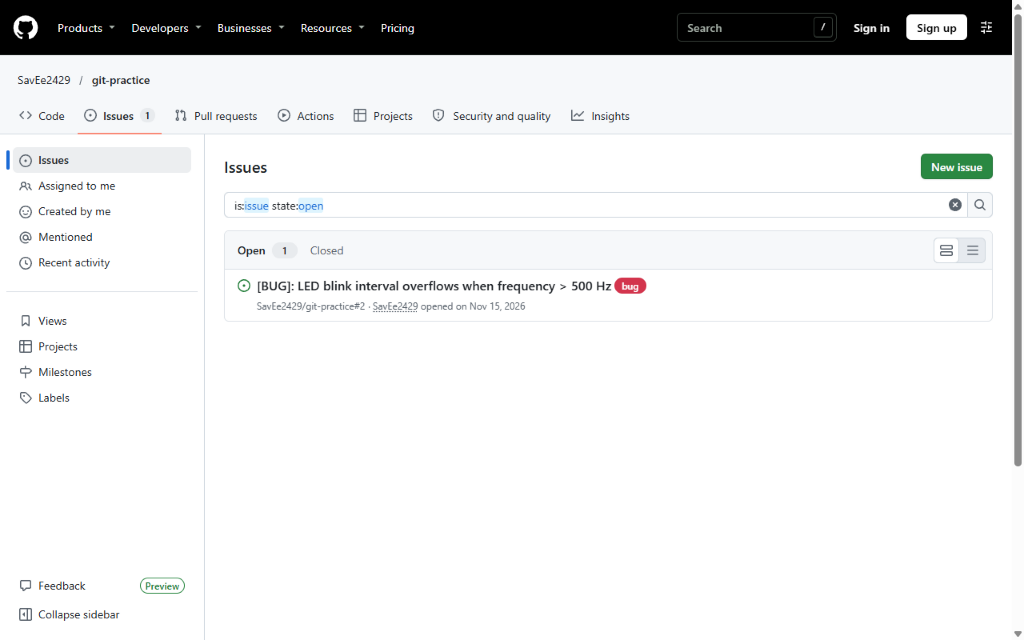 Products Developers Businesses Resources Pricing Search / Sign in Sign up
SavEe2429 / git-practice
Code Issues 1 Pull requests Actions Projects Security and quality Insights
Issues
Assigned to me
Created by me
Mentioned
Recent activity
Views
Projects
Milestones
Labels
Feedback Preview
Collapse sidebar
Issues New issue
is:issue state:open
Open 1 Closed
[BUG]: LED blink interval overflows when frequency > 500 Hz bug
SavEe2429/git-practice#2 · SavEe2429 opened on Nov 15, 2026